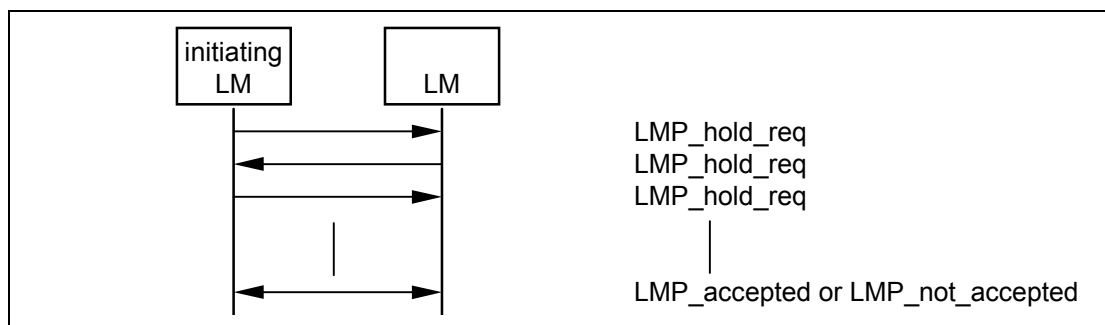 initiating
LM
LM
LMP_hold_req
LMP_hold_req
LMP_hold_req
LMP_accepted or LMP_not_accepted